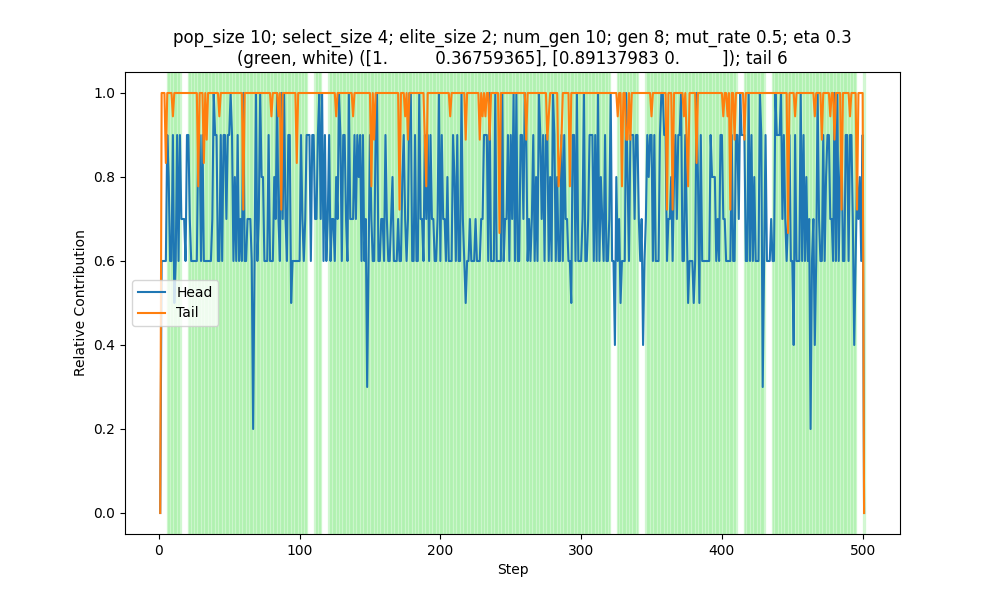 pop_size 10; select_size 4; elite_size 2; num_gen 10; gen 8; mut_rate 0.5; eta 0.3
(green, white) ([1.         0.36759365], [0.89137983 0.        ]); tail 6
1.0
0.8
0.6
0.4
0.2
0.0
Relative Contribution
Head
Tail
0
100
200
300
400
500
Step